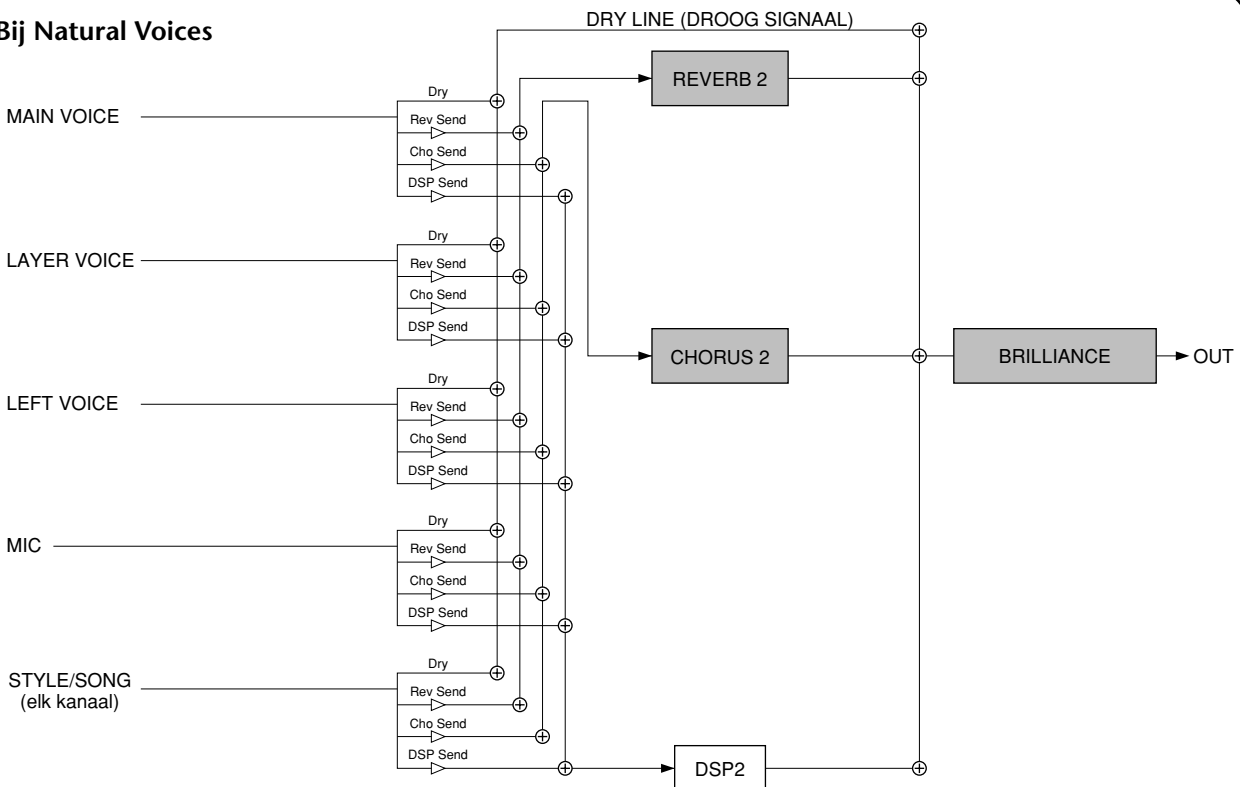 Bij Natural Voices
DRY LINE (DROOG SIGNAAL)
REVERB 2
MAIN VOICE
Dry
Rev Send
Cho Send
DSP Send
LAYER VOICE
Dry
Rev Send
Cho Send
DSP Send
CHORUS 2
BRILLIANCE
OUT
LEFT VOICE
Dry
Rev Send
Cho Send
DSP Send
MIC
Dry
Rev Send
Cho Send
DSP Send
STYLE/SONG
(elk kanaal)
Dry
Rev Send
Cho Send
DSP Send
DSP2